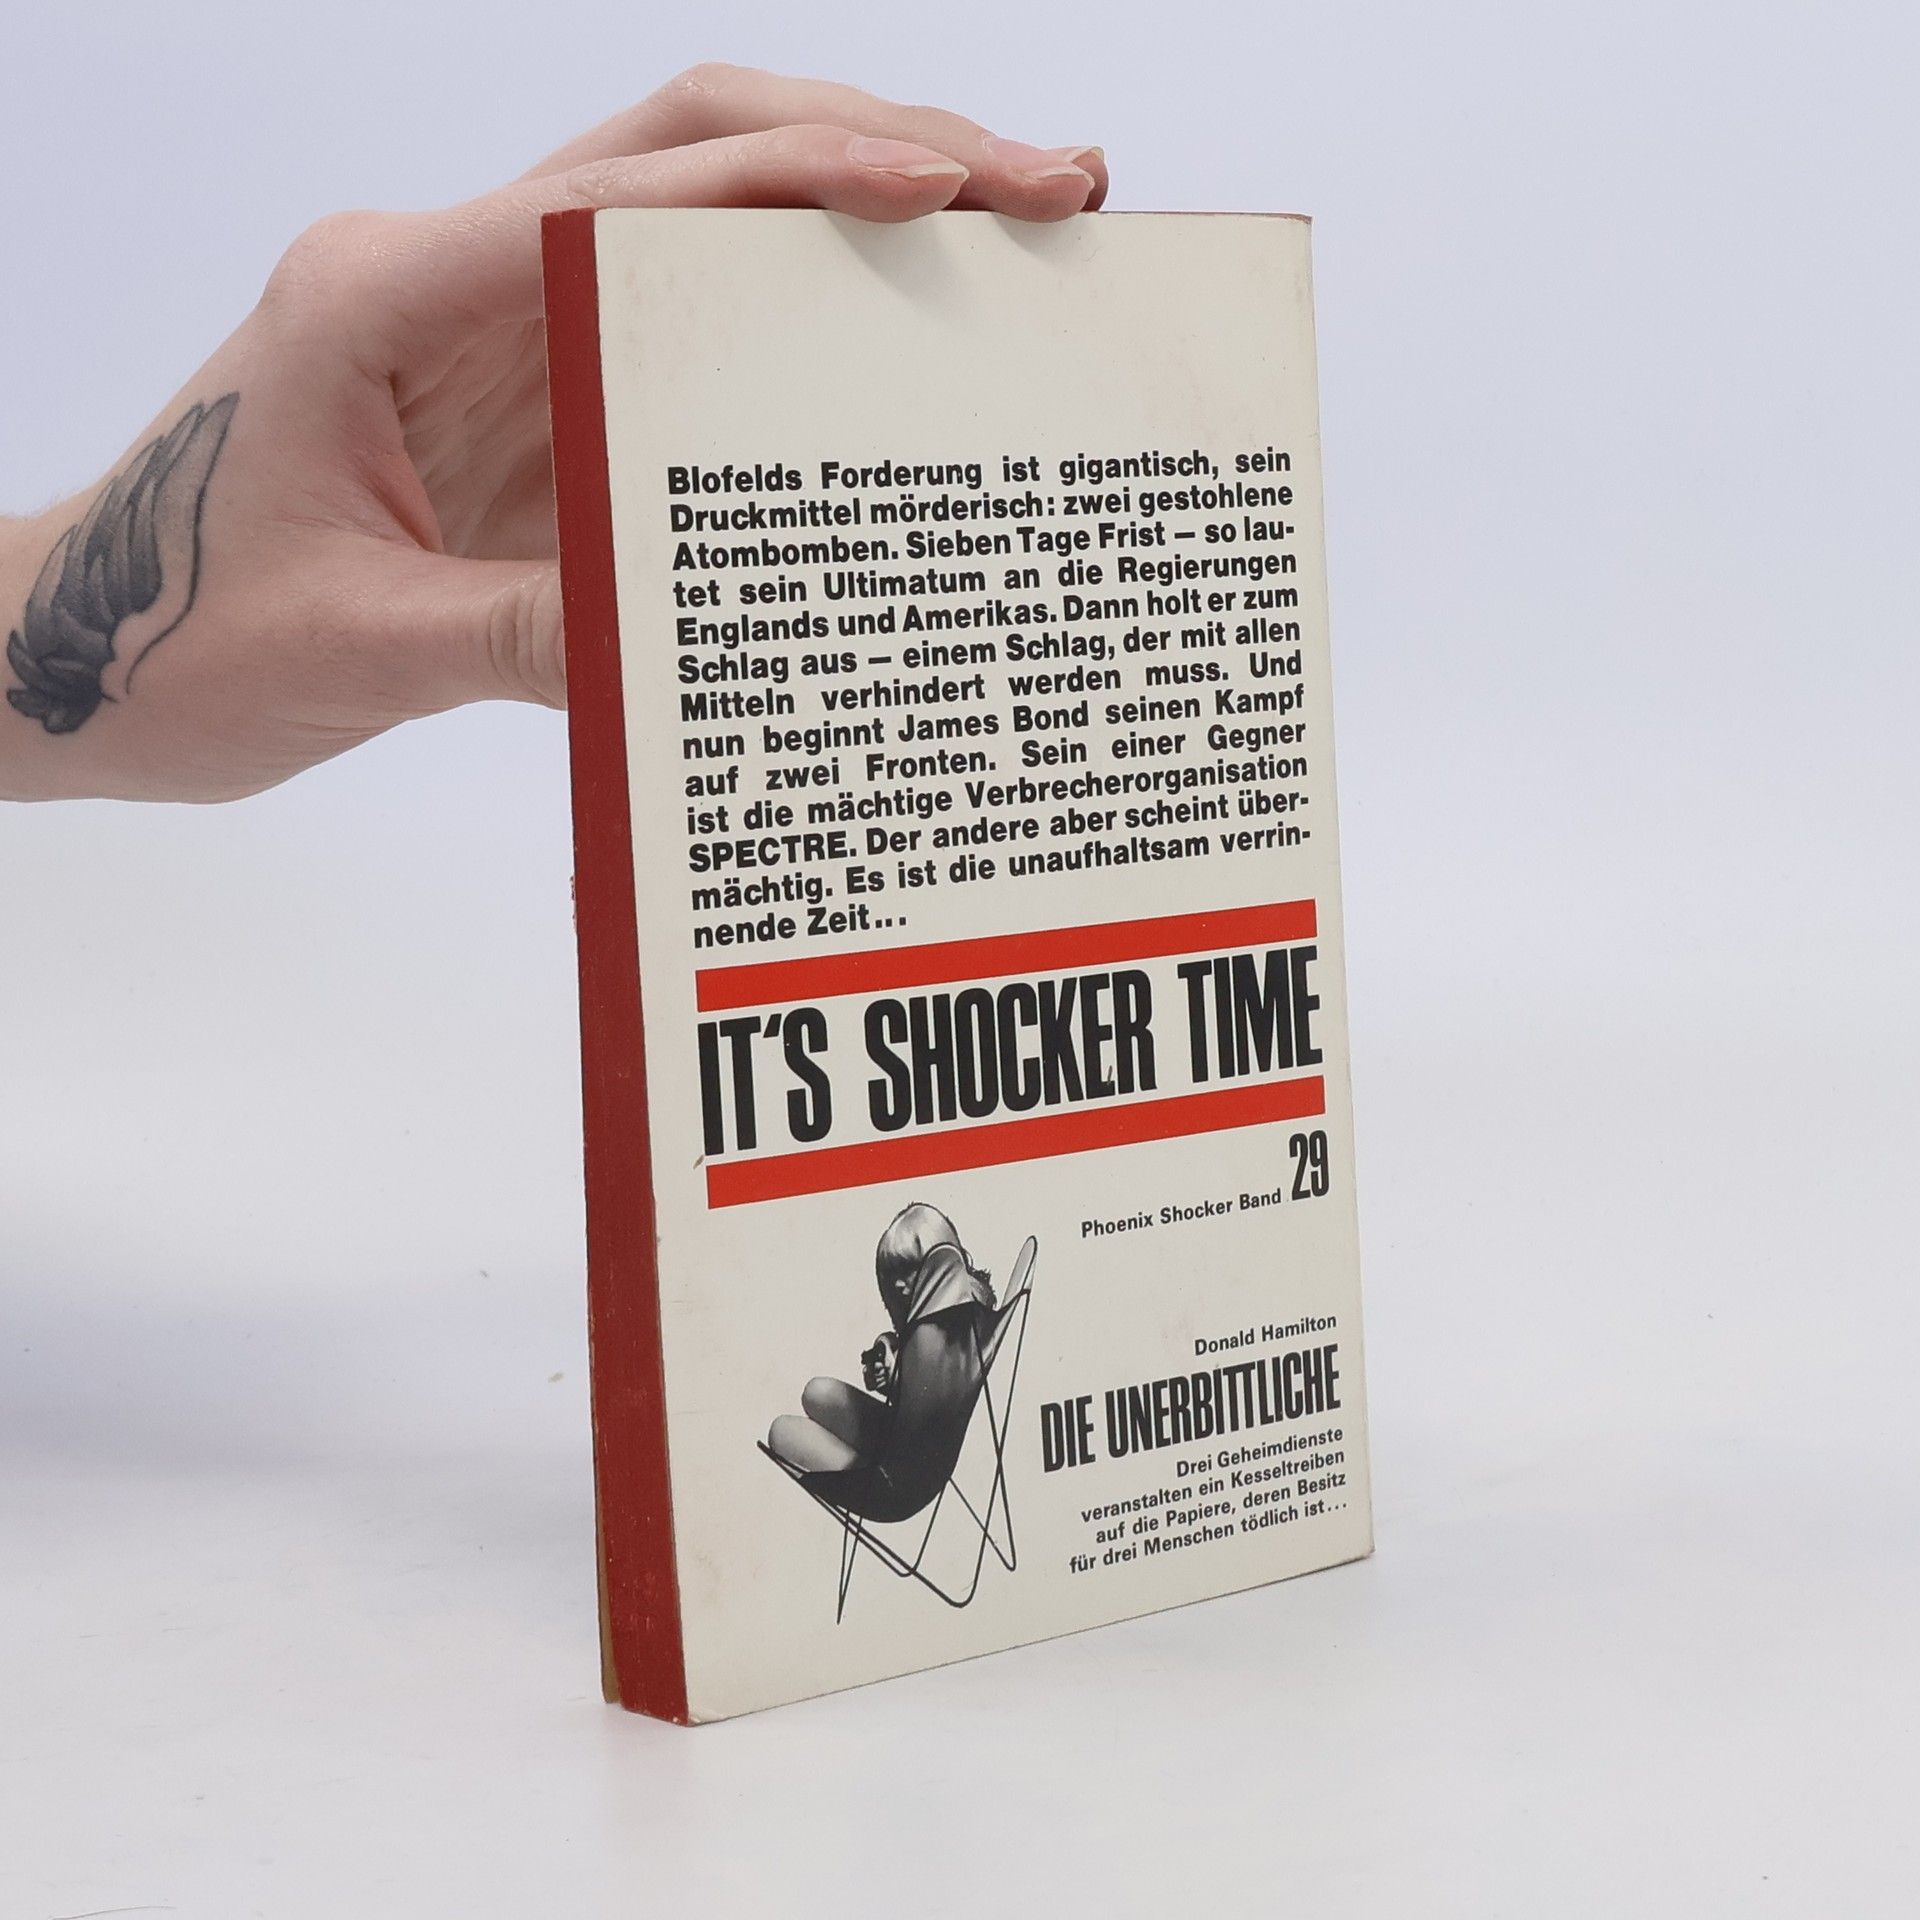 Blofelds Forderung ist gigantisch, sein
Druckmittel mörderisch: zwei gestohlene
Atombomben. Sieben Tage Frist – so lau-
tet sein Ultimatum an die Regierungen
Englands und Amerikas. Dann holt er zum
Schlag aus – einem Schlag, der mit allen
Mitteln verhindert werden muss. Und
nun beginnt James Bond seinen Kampf
auf zwei Fronten. Sein einer Gegner
ist die mächtige Verbrecherorganisation
SPECTRE. Der andere aber scheint über-
mächtig. Es ist die unaufhaltsam verrin-
nende Zeit...
IT'S SHOCKER TIME
Phoenix Shocker Band 29
Donald Hamilton
DIE UNERBITTLICHE
Drei Geheimdienste
veranstalten ein Kesseltreiben
auf die Papiere, deren Besitz
für drei Menschen tödlich ist...